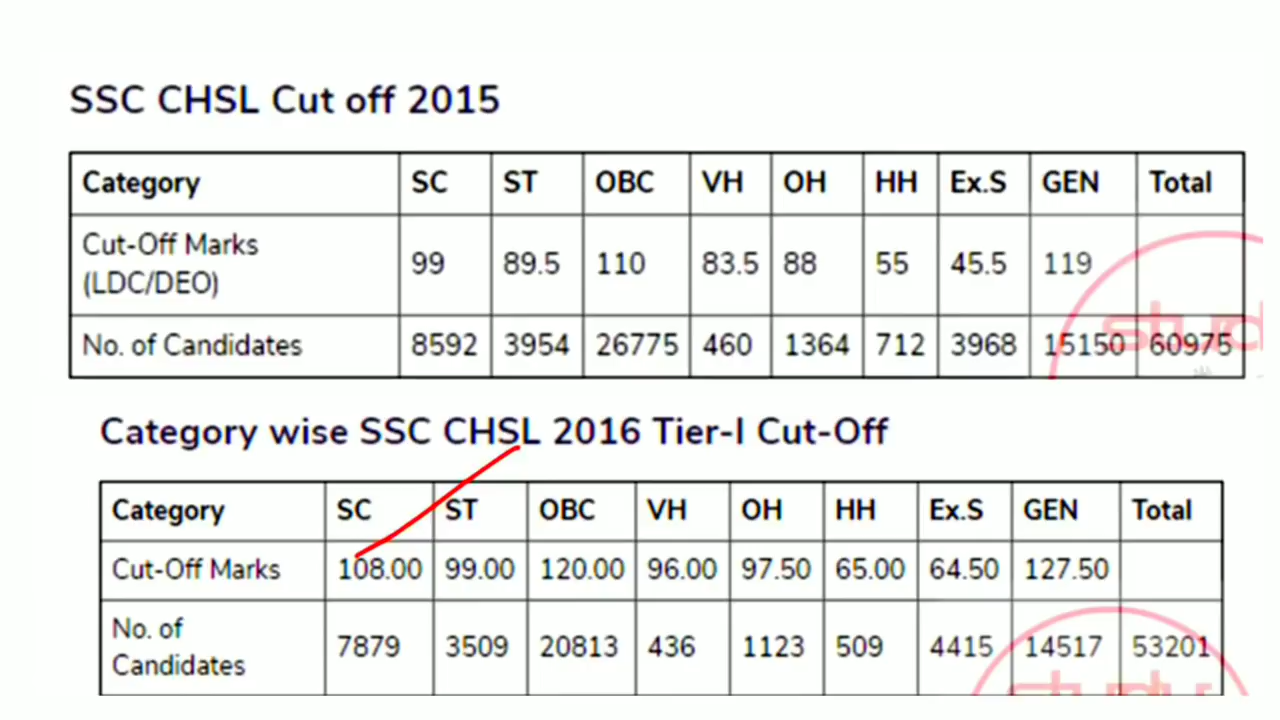 SSC CHSL Cut off 2015
Category SC ST OBC VH OH HH Ex.S GEN Total
Cut-Off Marks (LDC/DEO) 99 89.5 110 83.5 88 55 45.5 119
No. of Candidates 8592 3954 26775 460 1364 712 3968 15150 60975
stud
Category wise SSC CHSL 2016 Tier-I Cut-Off
Category SC ST OBC VH OH HH Ex.S GEN Total
Cut-Off Marks 108.00 99.00 120.00 96.00 97.50 65.00 64.50 127.50
No. of Candidates 7879 3509 20813 436 1123 509 4415 14517 53201
study